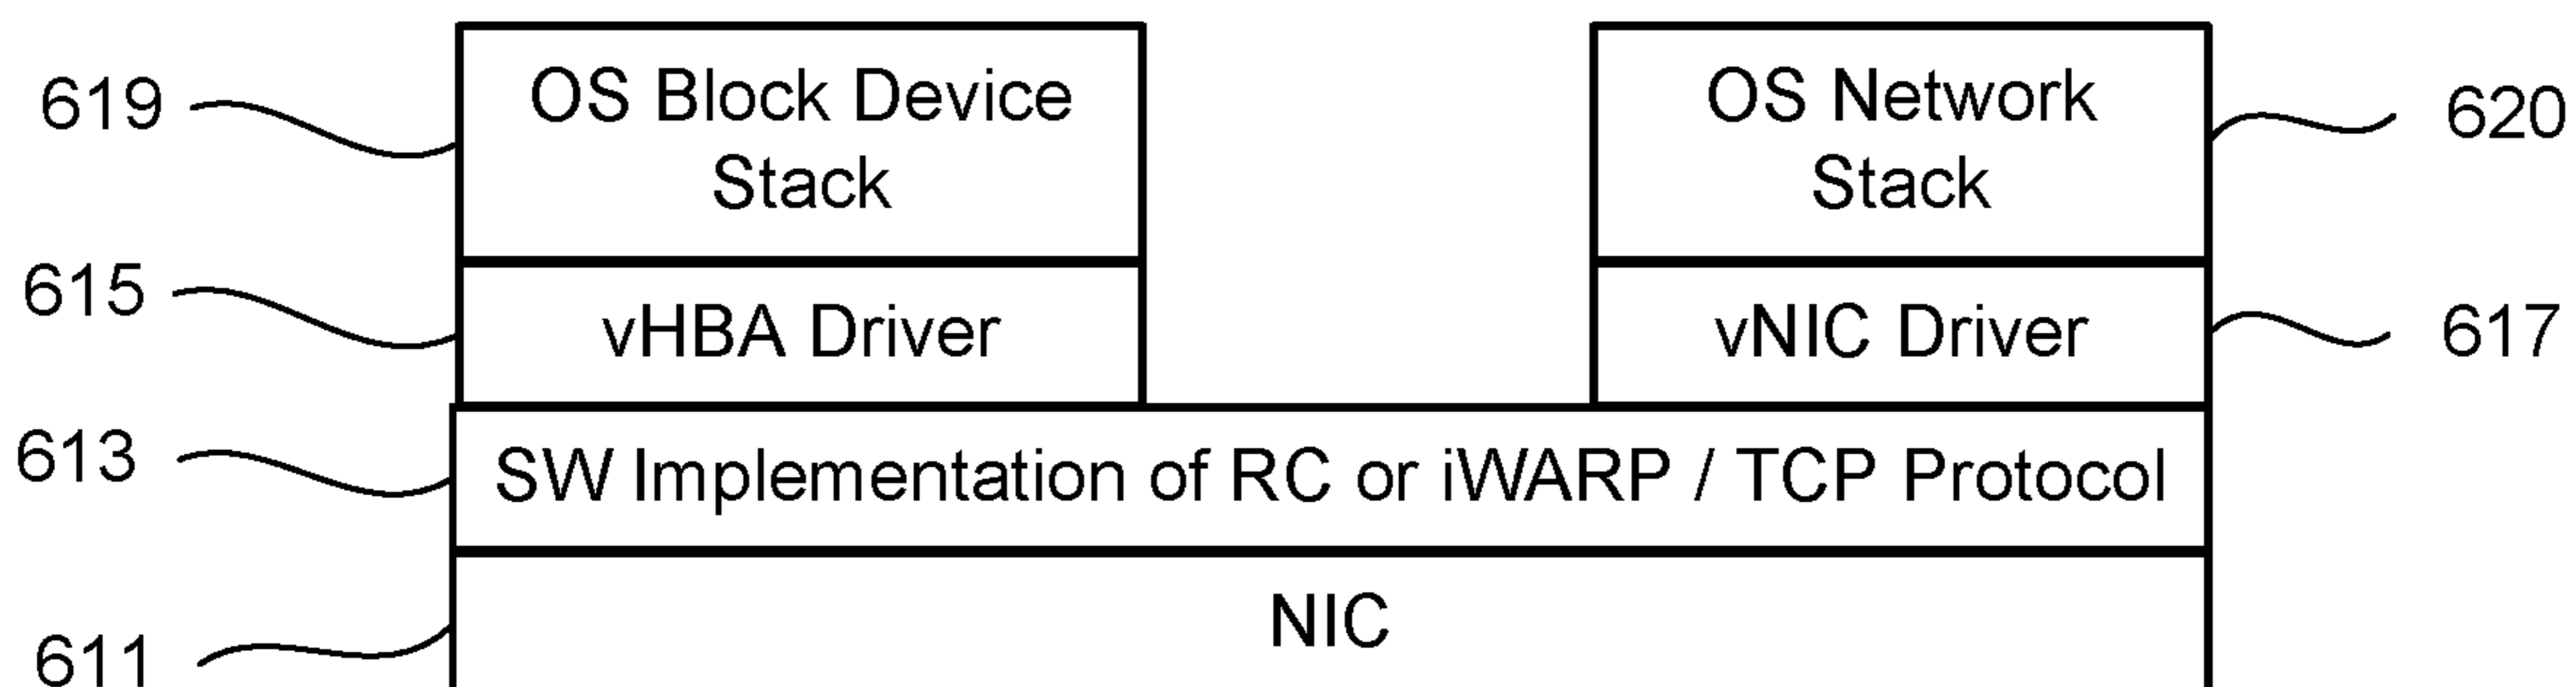 OS Block Device
Stack
OS Network
Stack
619
620
vHBA Driver
vNIC Driver
615
617
SW Implementation of RC or iWARP / TCP Protocol
613
NIC
611